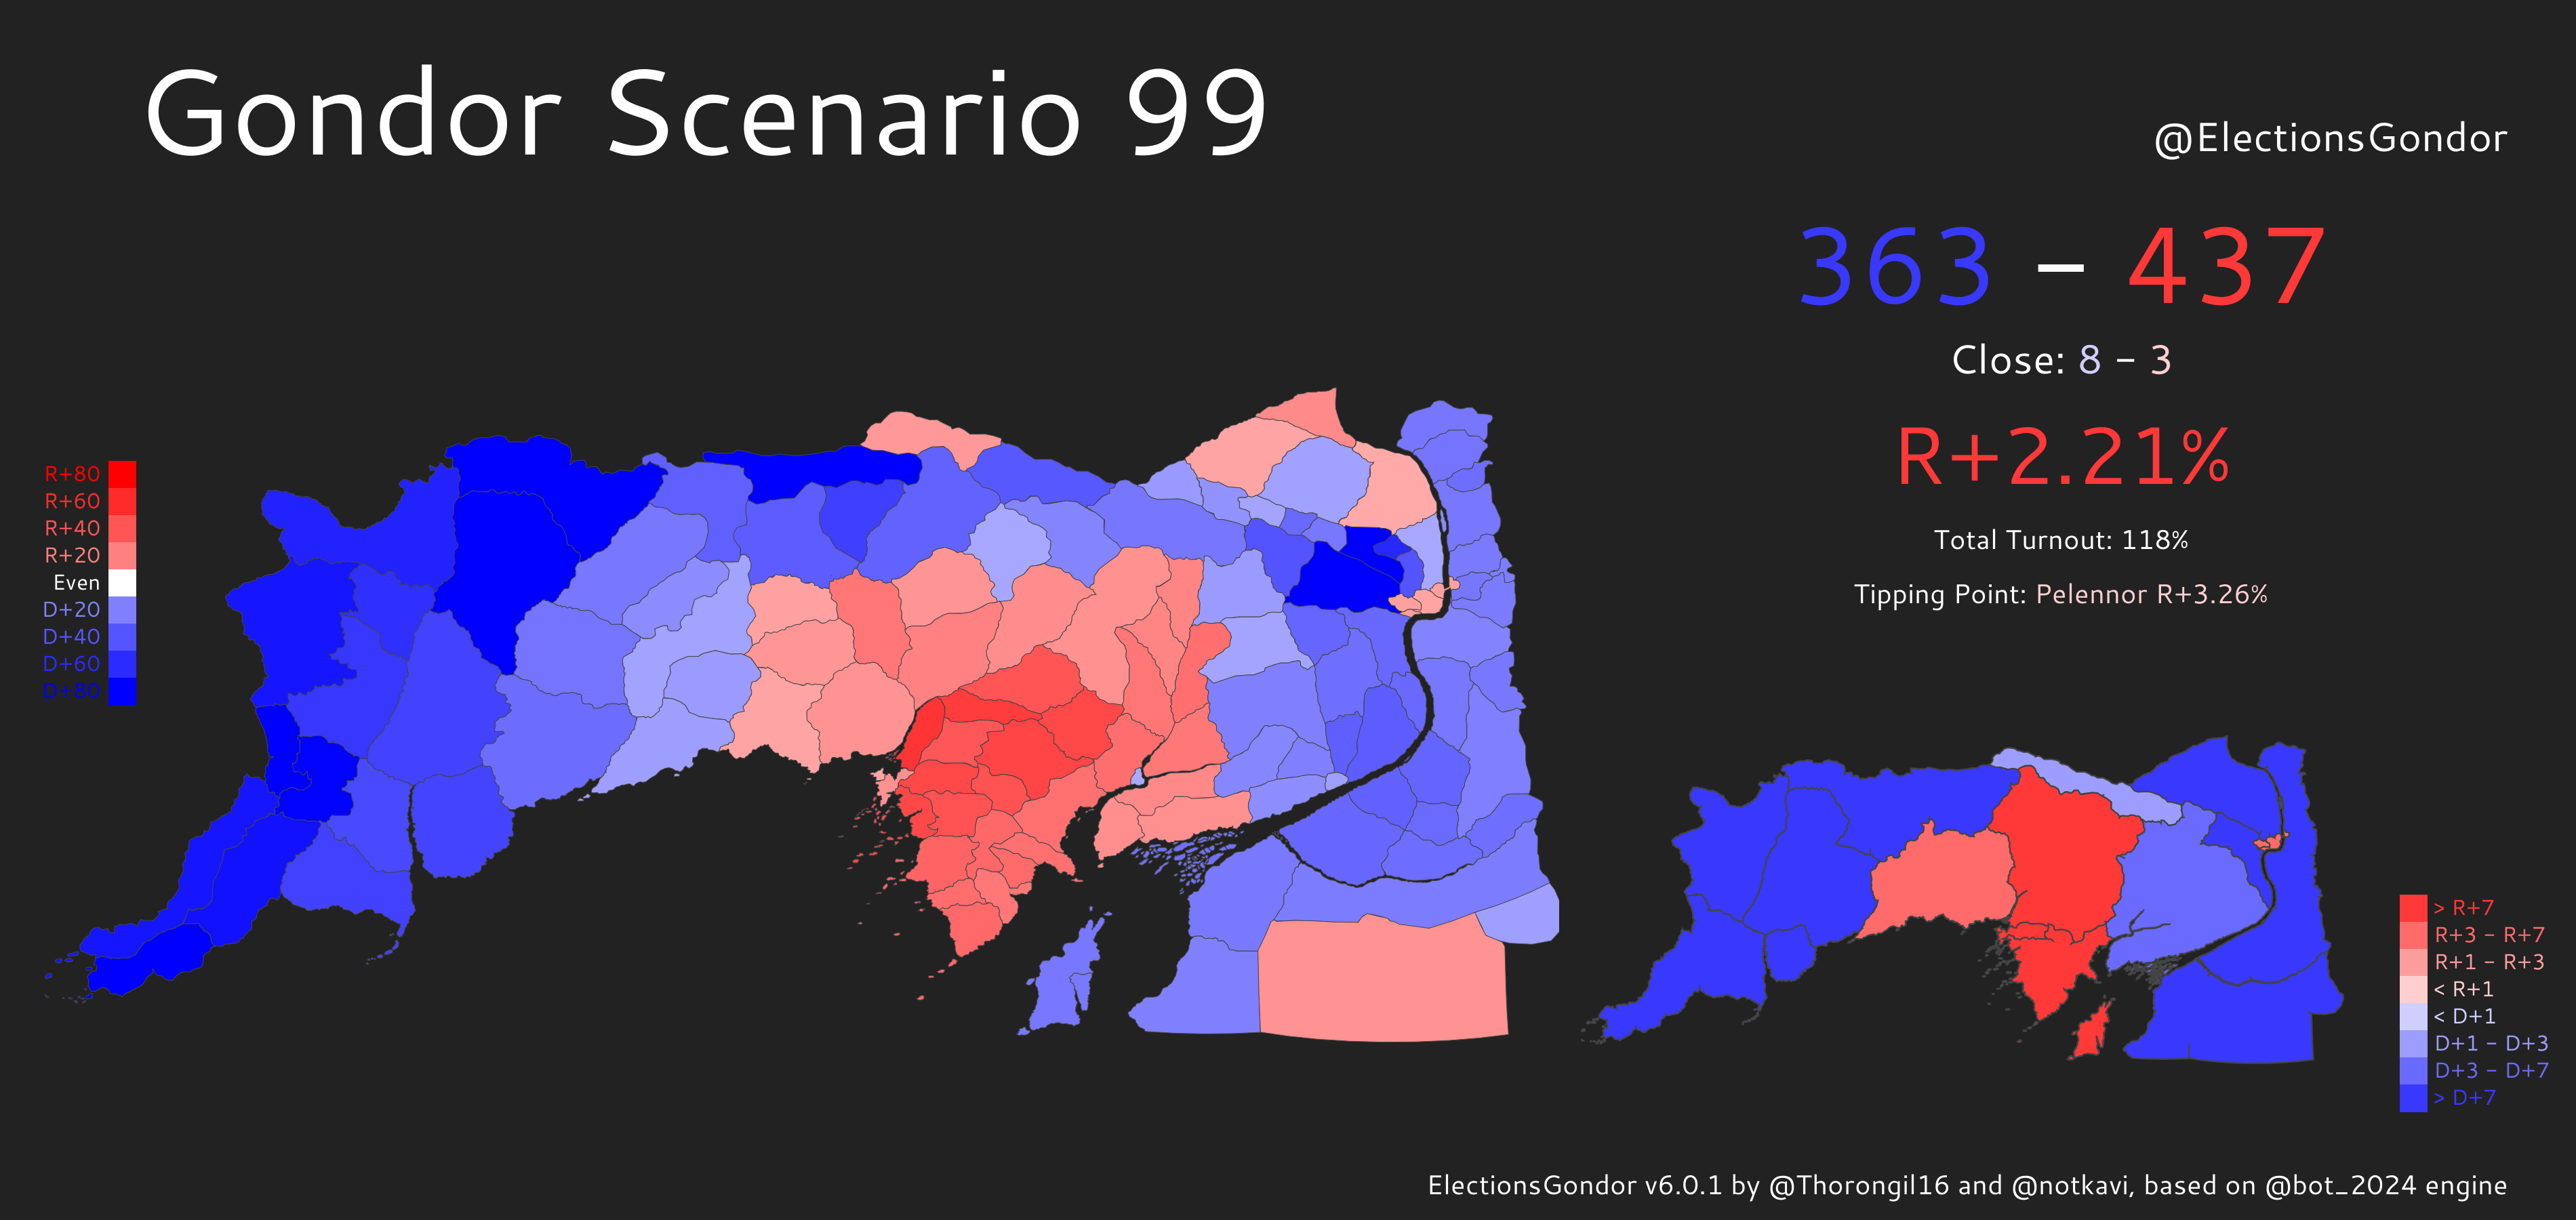 Gondor Scenario 99
@ElectionsGondor
363 – 437
Close: 8 – 3
R+2.21%
Total Turnout: 118%
Tipping Point: Pelennor R+3.26%
R+80
R+60
R+40
R+20
Even
D+20
D+40
D+60
D+80
> R+7
R+3 – R+7
R+1 – R+3
< R+1
< D+1
D+1 – D+3
D+3 – D+7
> D+7
ElectionsGondor v6.0.1 by @Thorongil16 and @notkavi, based on @bot_2024 engine